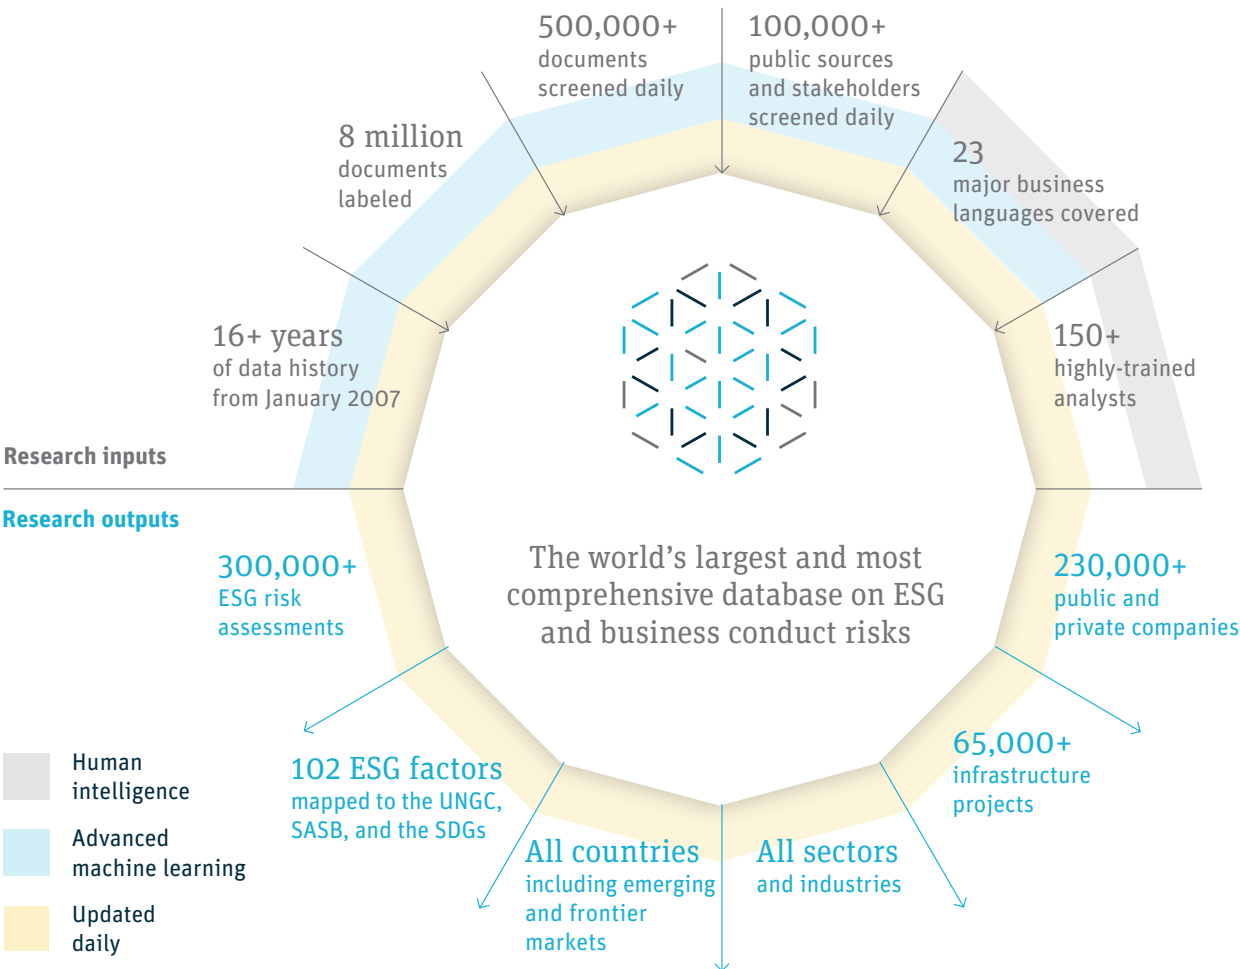 500,000+
documents
screened daily
100,000+
public sources
and stakeholders
screened daily
8 million
documents
labeled
23
major business
languages covered
16+ years
of data history
from January 2007
150+
highly-trained
analysts
Research inputs
Research outputs
300,000+
ESG risk
assessments
The world’s largest and most
comprehensive database on ESG
and business conduct risks
230,000+
public and
private companies
102 ESG factors
mapped to the UNGC,
SASB, and the SDGs
65,000+
infrastructure
projects
All countries
including emerging
and frontier
markets
All sectors
and industries
Human
intelligence
Advanced
machine learning
Updated
daily